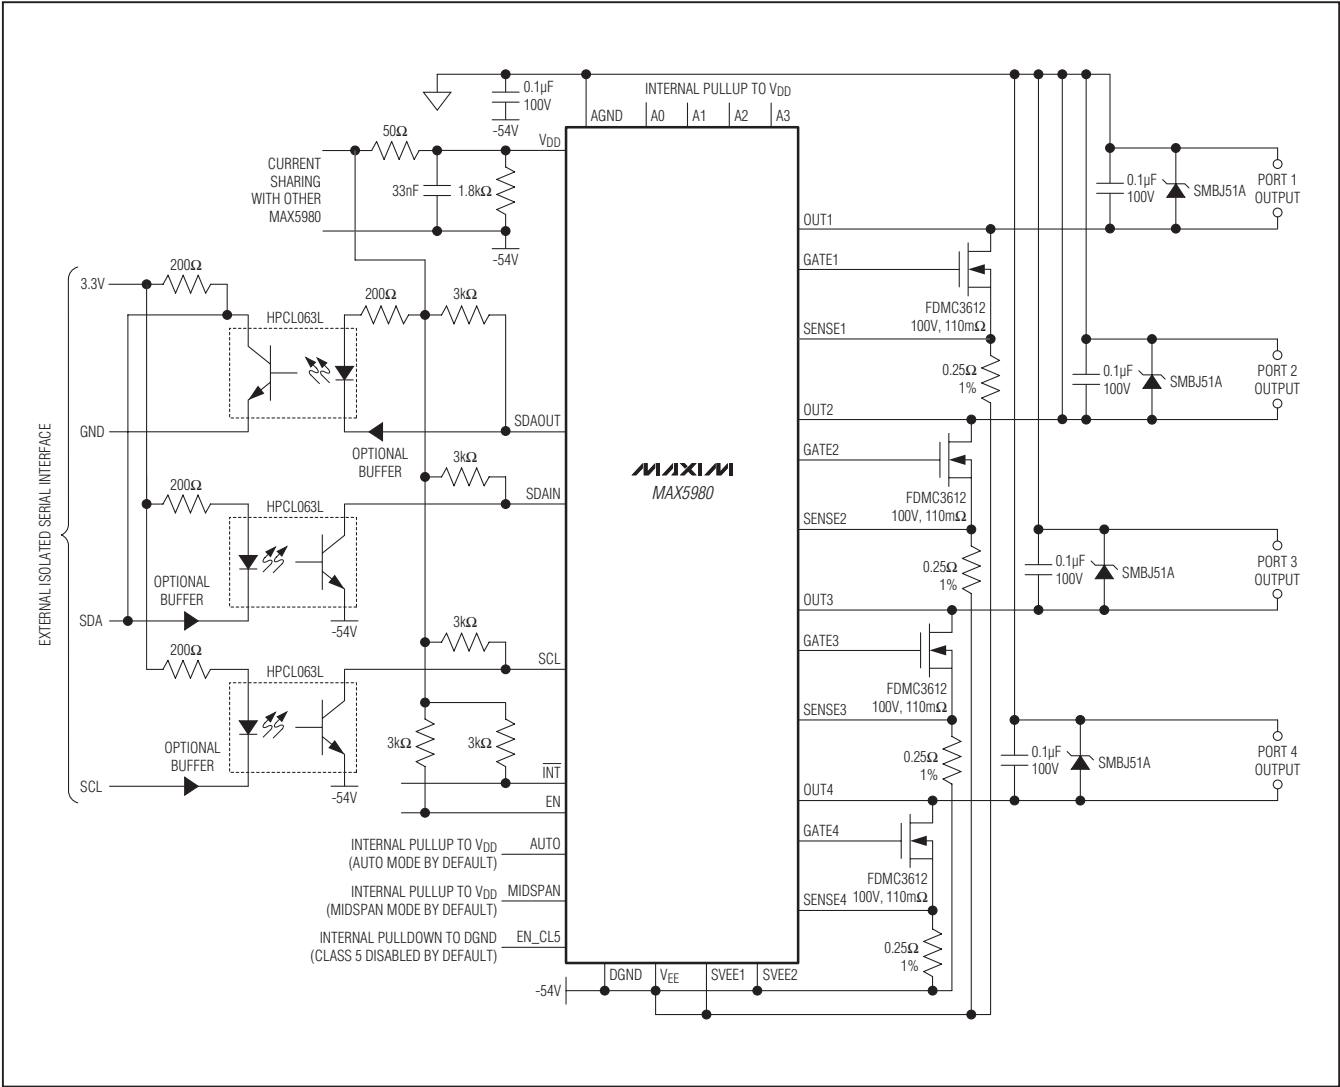 0.1µF
100V
-54V
INTERNAL PULLUP TO VDD
AGND
A0
A1
A2
A3
50Ω
VDD
CURRENT
SHARING
WITH OTHER
MAX5980
33nF
1.8kΩ
-54V
0.1µF
100V
SMBJ51A
PORT 1
OUTPUT
OUT1
GATE1
FDMC3612
100V, 110mΩ
SENSE1
0.25Ω
1%
EXTERNAL ISOLATED SERIAL INTERFACE
3.3V
200Ω
HPCL063L
200Ω
3kΩ
GND
SDAOUT
OPTIONAL
BUFFER
0.1µF
100V
SMBJ51A
PORT 2
OUTPUT
OUT2
GATE2
FDMC3612
100V, 110mΩ
SENSE2
0.25Ω
1%
MAXIM
MAX5980
200Ω
HPCL063L
3kΩ
SDAIN
OPTIONAL
BUFFER
SDA
-54V
0.1µF
100V
SMBJ51A
PORT 3
OUTPUT
OUT3
GATE3
FDMC3612
100V, 110mΩ
SENSE3
0.25Ω
1%
200Ω
HPCL063L
3kΩ
SCL
OPTIONAL
BUFFER
SCL
-54V
3kΩ
3kΩ
INT
EN
0.1µF
100V
SMBJ51A
PORT 4
OUTPUT
OUT4
GATE4
FDMC3612
100V, 110mΩ
SENSE4
0.25Ω
1%
INTERNAL PULLUP TO VDD
(AUTO MODE BY DEFAULT)
AUTO
INTERNAL PULLUP TO VDD
(MIDSPAN MODE BY DEFAULT)
MIDSPAN
INTERNAL PULLDOWN TO DGND
(CLASS 5 DISABLED BY DEFAULT)
EN_CL5
-54V
DGND
VEE
SVEE1
SVEE2